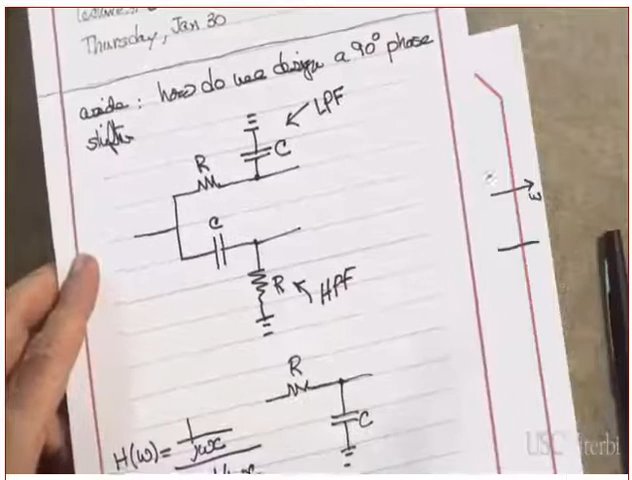 Thursday, Jan 30
aside: how do we design a 90° phase
shifter
LPF
C
R
C
R
HPF
R
C
H(ω)=
1
jωc
ω
USC Viterbi